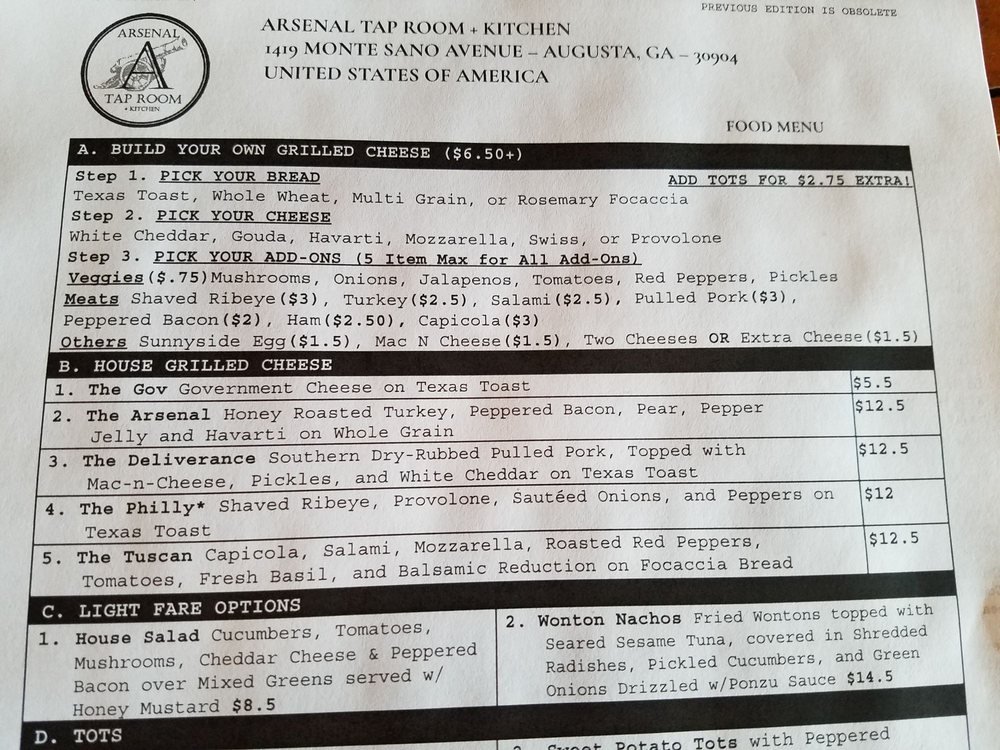 PREVIOUS EDITION IS OBSOLETE
ARSENAL
A
TAP ROOM
+ KITCHEN
ARSENAL TAP ROOM + KITCHEN
1419 MONTE SANO AVENUE – AUGUSTA, GA – 30904
UNITED STATES OF AMERICA
FOOD MENU
A. BUILD YOUR OWN GRILLED CHEESE ($6.50+)
Step 1. PICK YOUR BREAD
ADD TOTS FOR $2.75 EXTRA!
Texas Toast, Whole Wheat, Multi Grain, or Rosemary Focaccia
Step 2. PICK YOUR CHEESE
White Cheddar, Gouda, Havarti, Mozzarella, Swiss, or Provolone
Step 3. PICK YOUR ADD-ONS (5 Item Max for All Add-Ons)
Veggies($.75)Mushrooms, Onions, Jalapenos, Tomatoes, Red Peppers, Pickles
Meats Shaved Ribeye($3), Turkey($2.5), Salami($2.5), Pulled Pork($3),
Peppered Bacon($2), Ham($2.50), Capicola($3)
Others Sunnyside Egg($1.5), Mac N Cheese($1.5), Two Cheeses OR Extra Cheese($1.5)
B. HOUSE GRILLED CHEESE
1. The Gov Government Cheese on Texas Toast $5.5
2. The Arsenal Honey Roasted Turkey, Peppered Bacon, Pear, Pepper $12.5
Jelly and Havarti on Whole Grain
3. The Deliverance Southern Dry-Rubbed Pulled Pork, Topped with $12.5
Mac-n-Cheese, Pickles, and White Cheddar on Texas Toast
4. The Philly* Shaved Ribeye, Provolone, Sautéed Onions, and Peppers on $12
Texas Toast
5. The Tuscan Capicola, Salami, Mozzarella, Roasted Red Peppers, $12.5
Tomatoes, Fresh Basil, and Balsamic Reduction on Focaccia Bread
C. LIGHT FARE OPTIONS
1. House Salad Cucumbers, Tomatoes,
Mushrooms, Cheddar Cheese & Peppered
Bacon over Mixed Greens served w/
Honey Mustard $8.5
2. Wonton Nachos Fried Wontons topped with
Seared Sesame Tuna, covered in Shredded
Radishes, Pickled Cucumbers, and Green
Onions Drizzled w/Ponzu Sauce $14.5
D. TOTS
2. Sweet Potato Tots with Peppered